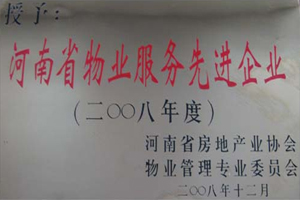 授予:
河南省物业服务先进企业
(二〇〇八年度)
河南省房地产业协会
物业管理专业委员会
二〇〇八年十二月